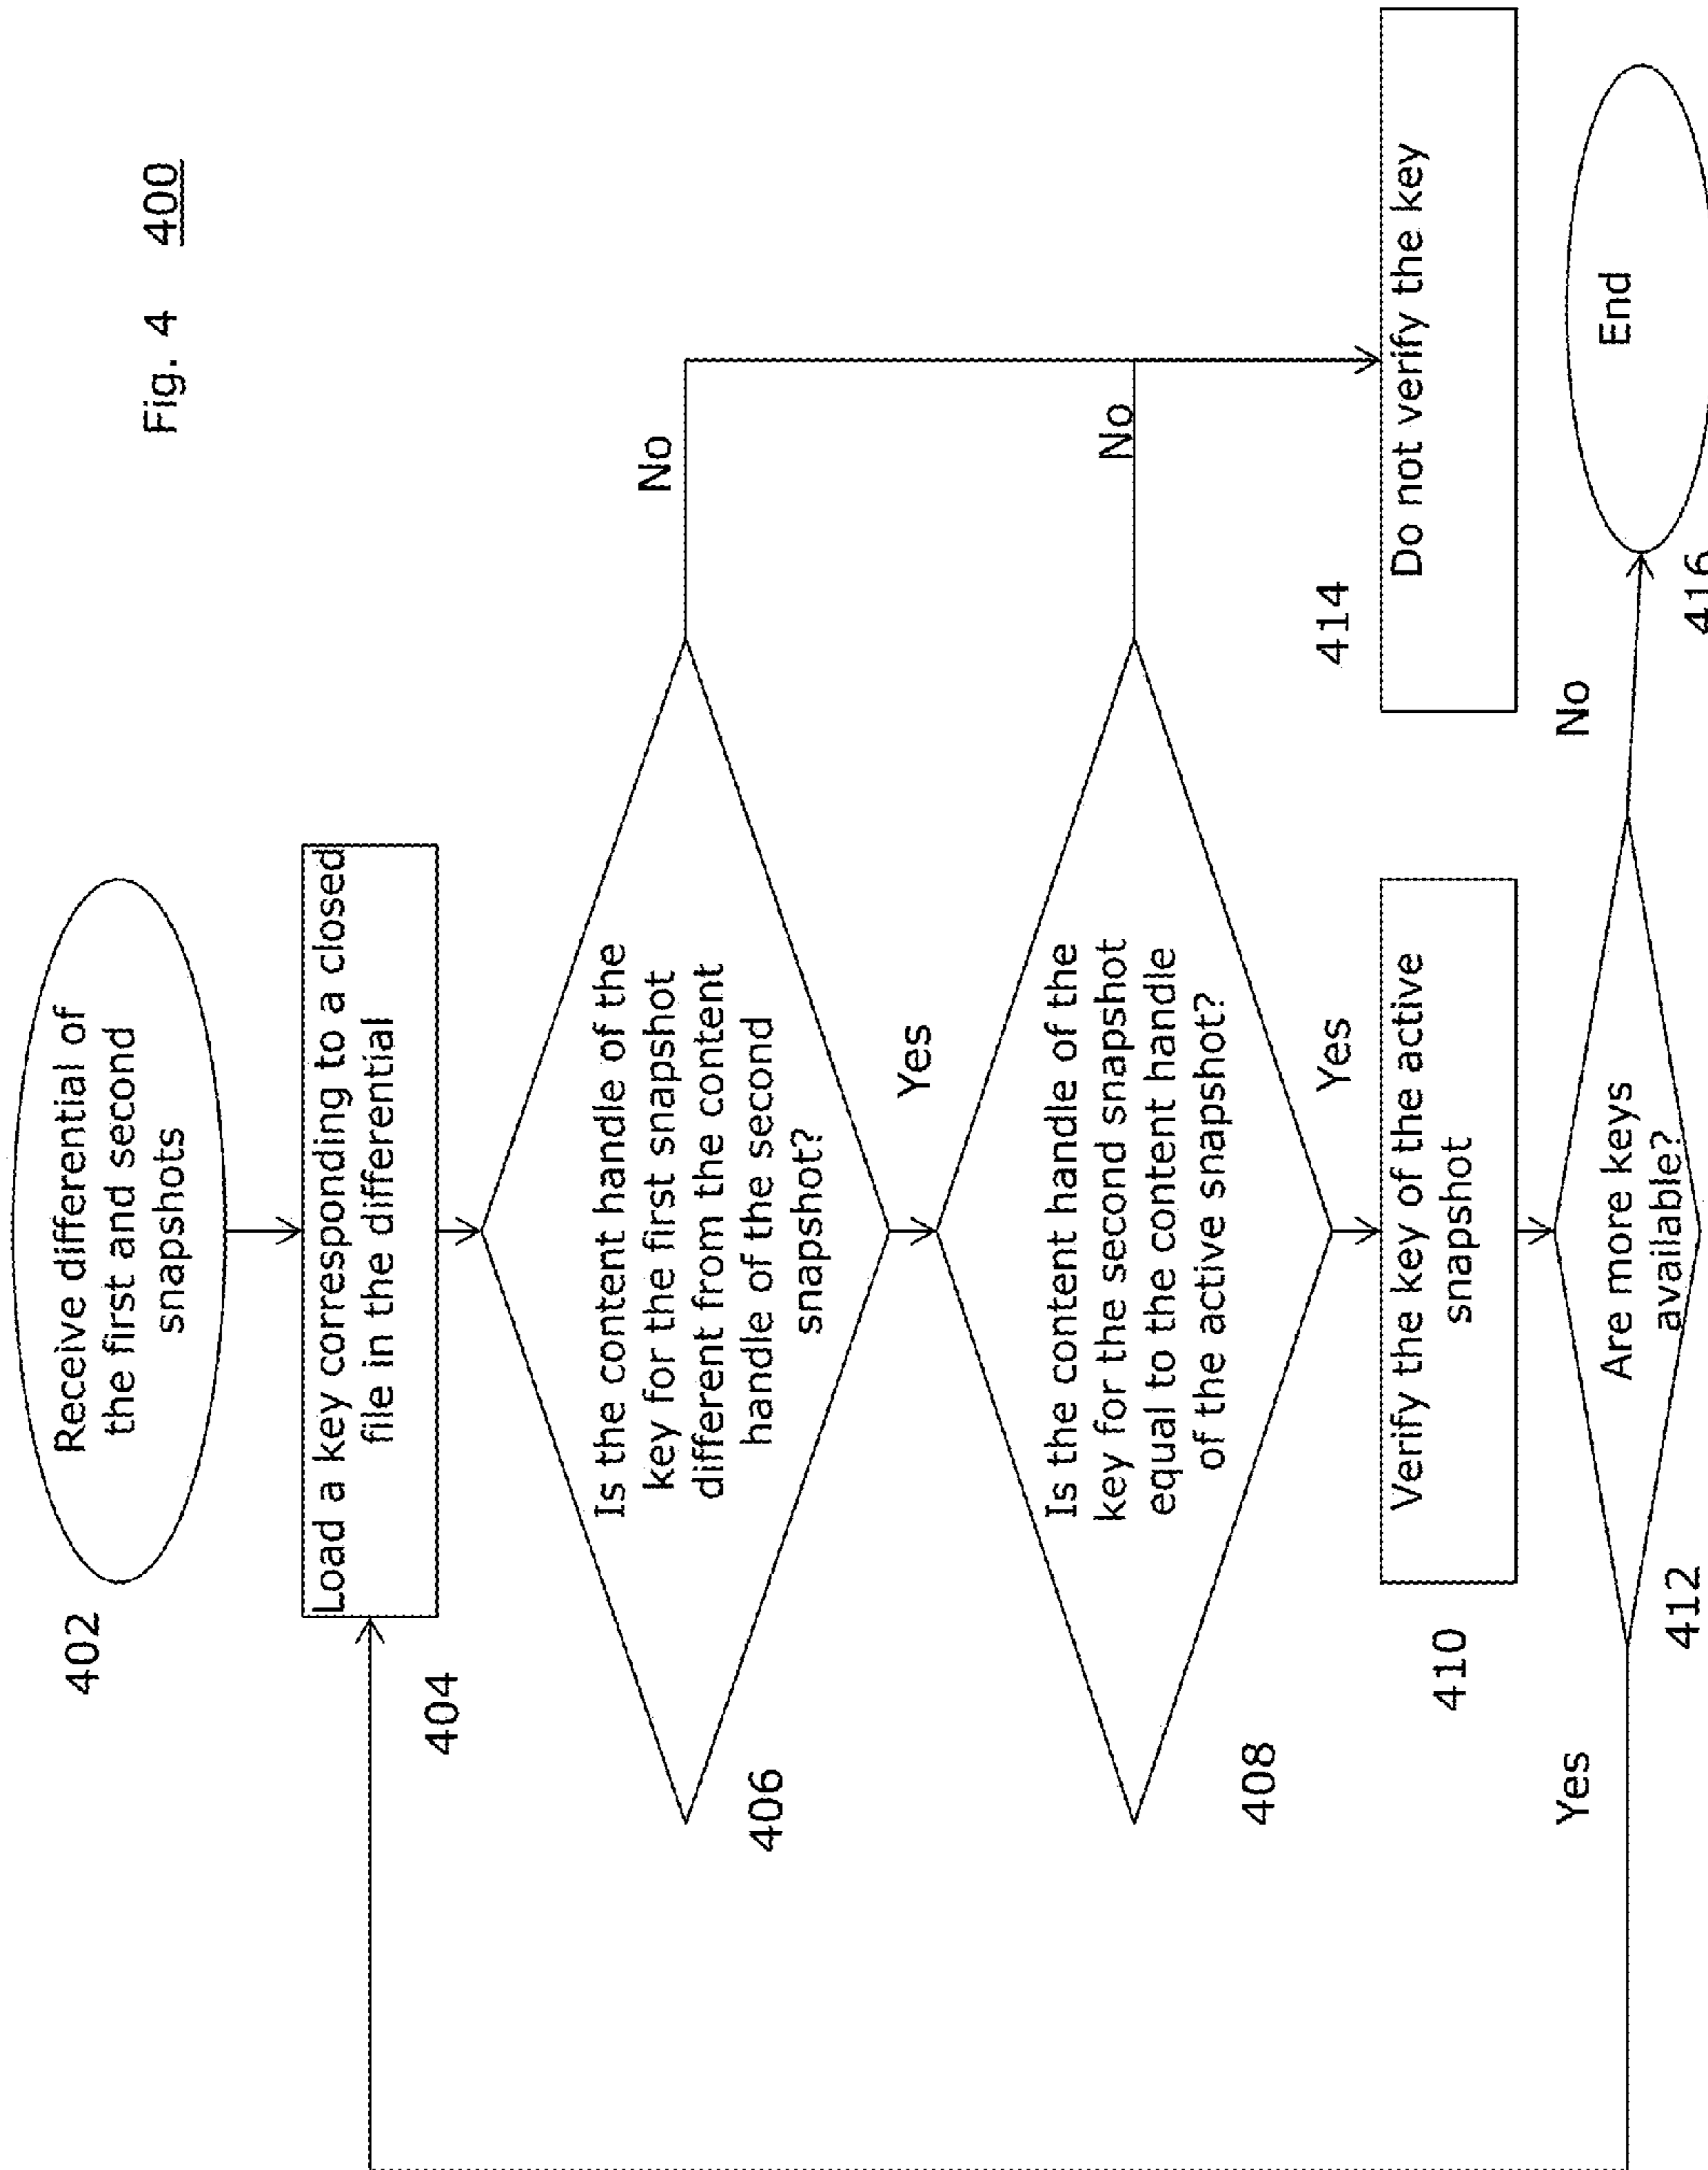 Fig. 4 400
Receive differential of
the first and second
snapshots
402
Load a key corresponding to a closed
file in the differential
404
Is the content handle of the
key for the first snapshot
different from the content
handle of the second
snapshot?
406
No
Yes
Is the content handle of the
key for the second snapshot
equal to the content handle
of the active snapshot?
408
No
Yes
Verify the key of the active
snapshot
410
414
Do not verify the key
Yes
Are more keys
available?
412
No
End
416